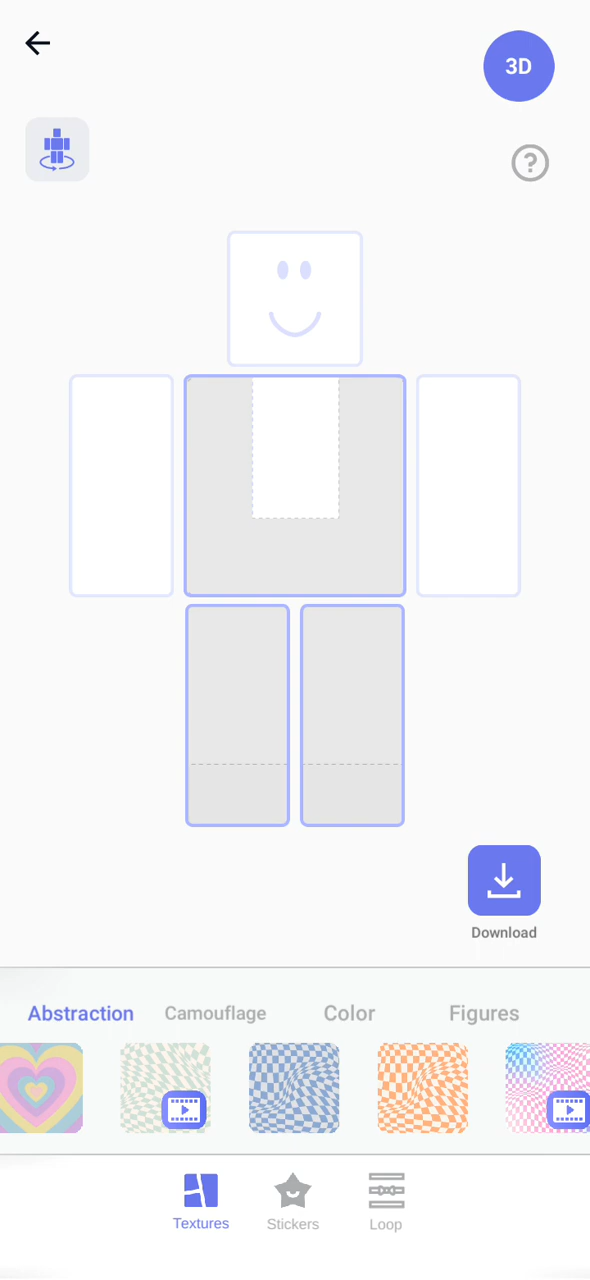 3D
?
Download
Abstraction Camouflage Color Figures
Textures Stickers Loop